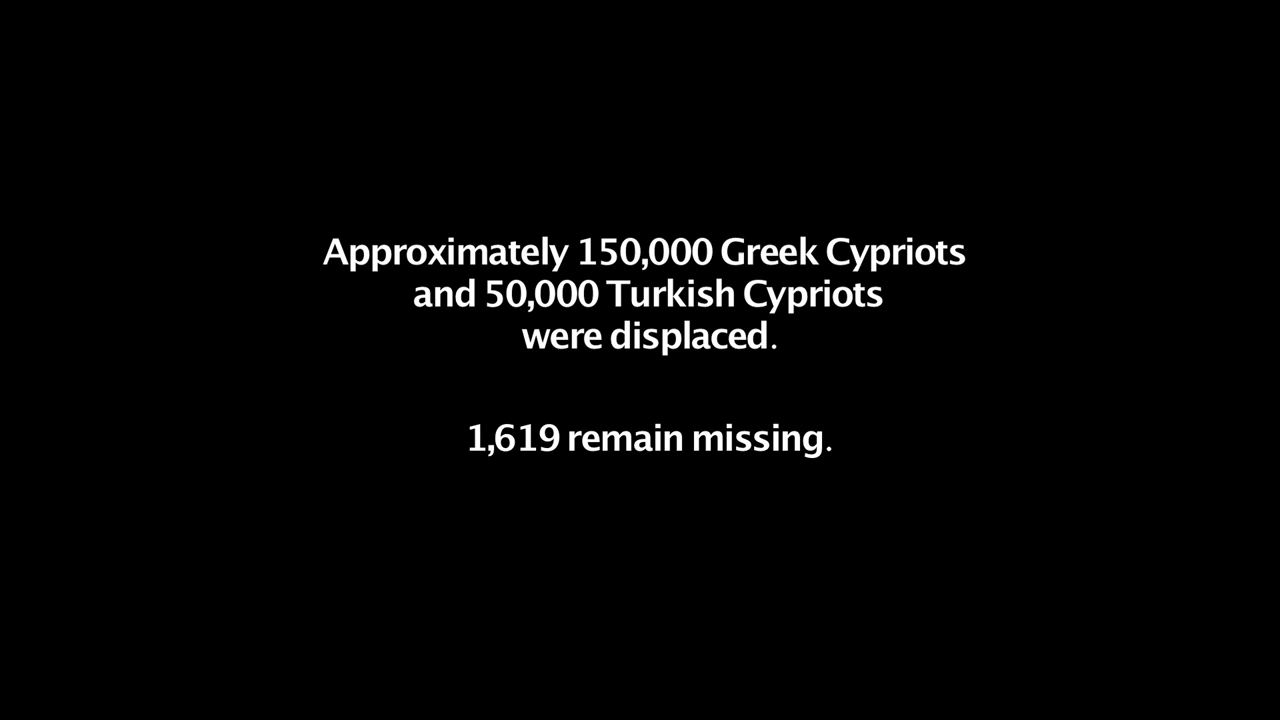 Approximately 150,000 Greek Cypriots
and 50,000 Turkish Cypriots
were displaced.
1,619 remain missing.